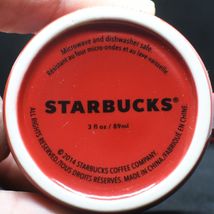 Microwave and dishwasher safe
Résistant au four micro-ondes et au lave-vaisselle
STARBUCKS®
3 fl oz / 89ml
© 2014 STARBUCKS COFFEE COMPANY.
ALL RIGHTS RESERVED/TOUS DROITS RÉSERVÉS. MADE IN CHINA/FABRIQUÉ EN CHINE.